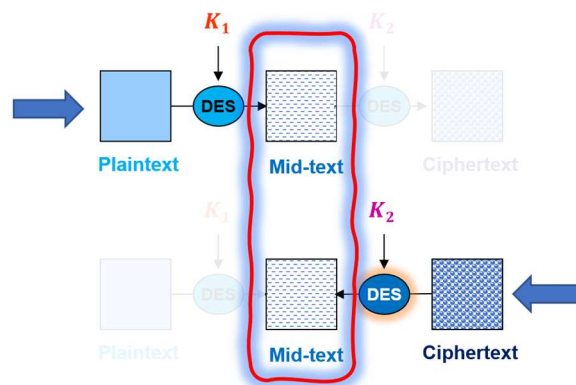 K₁ K₂
DES DES
Plaintext Mid-text Ciphertext
K₁ K₂
DES DES
Plaintext Mid-text Ciphertext